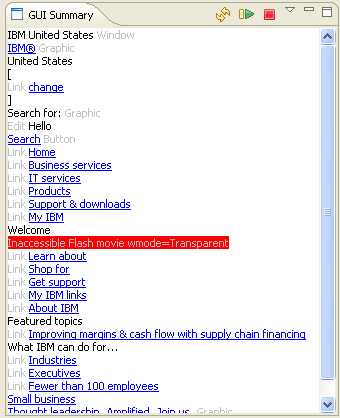 GUI Summary
IBM United States Window
IBM® Graphic
United States
[
Link change
]
Search for: Graphic
Edit Hello
Search Button
Link Home
Link Business services
Link IT services
Link Products
Link Support & downloads
Link My IBM
Welcome
Inaccessible Flash movie wmode=Transparent
Link Learn about
Link Shop for
Link Get support
Link My IBM links
Link About IBM
Featured topics
Link Improving margins & cash flow with supply chain financing
What IBM can do for...
Link Industries
Link Executives
Link Fewer than 100 employees
Small business
Thought leadership. Amplified. Join us. Graphic